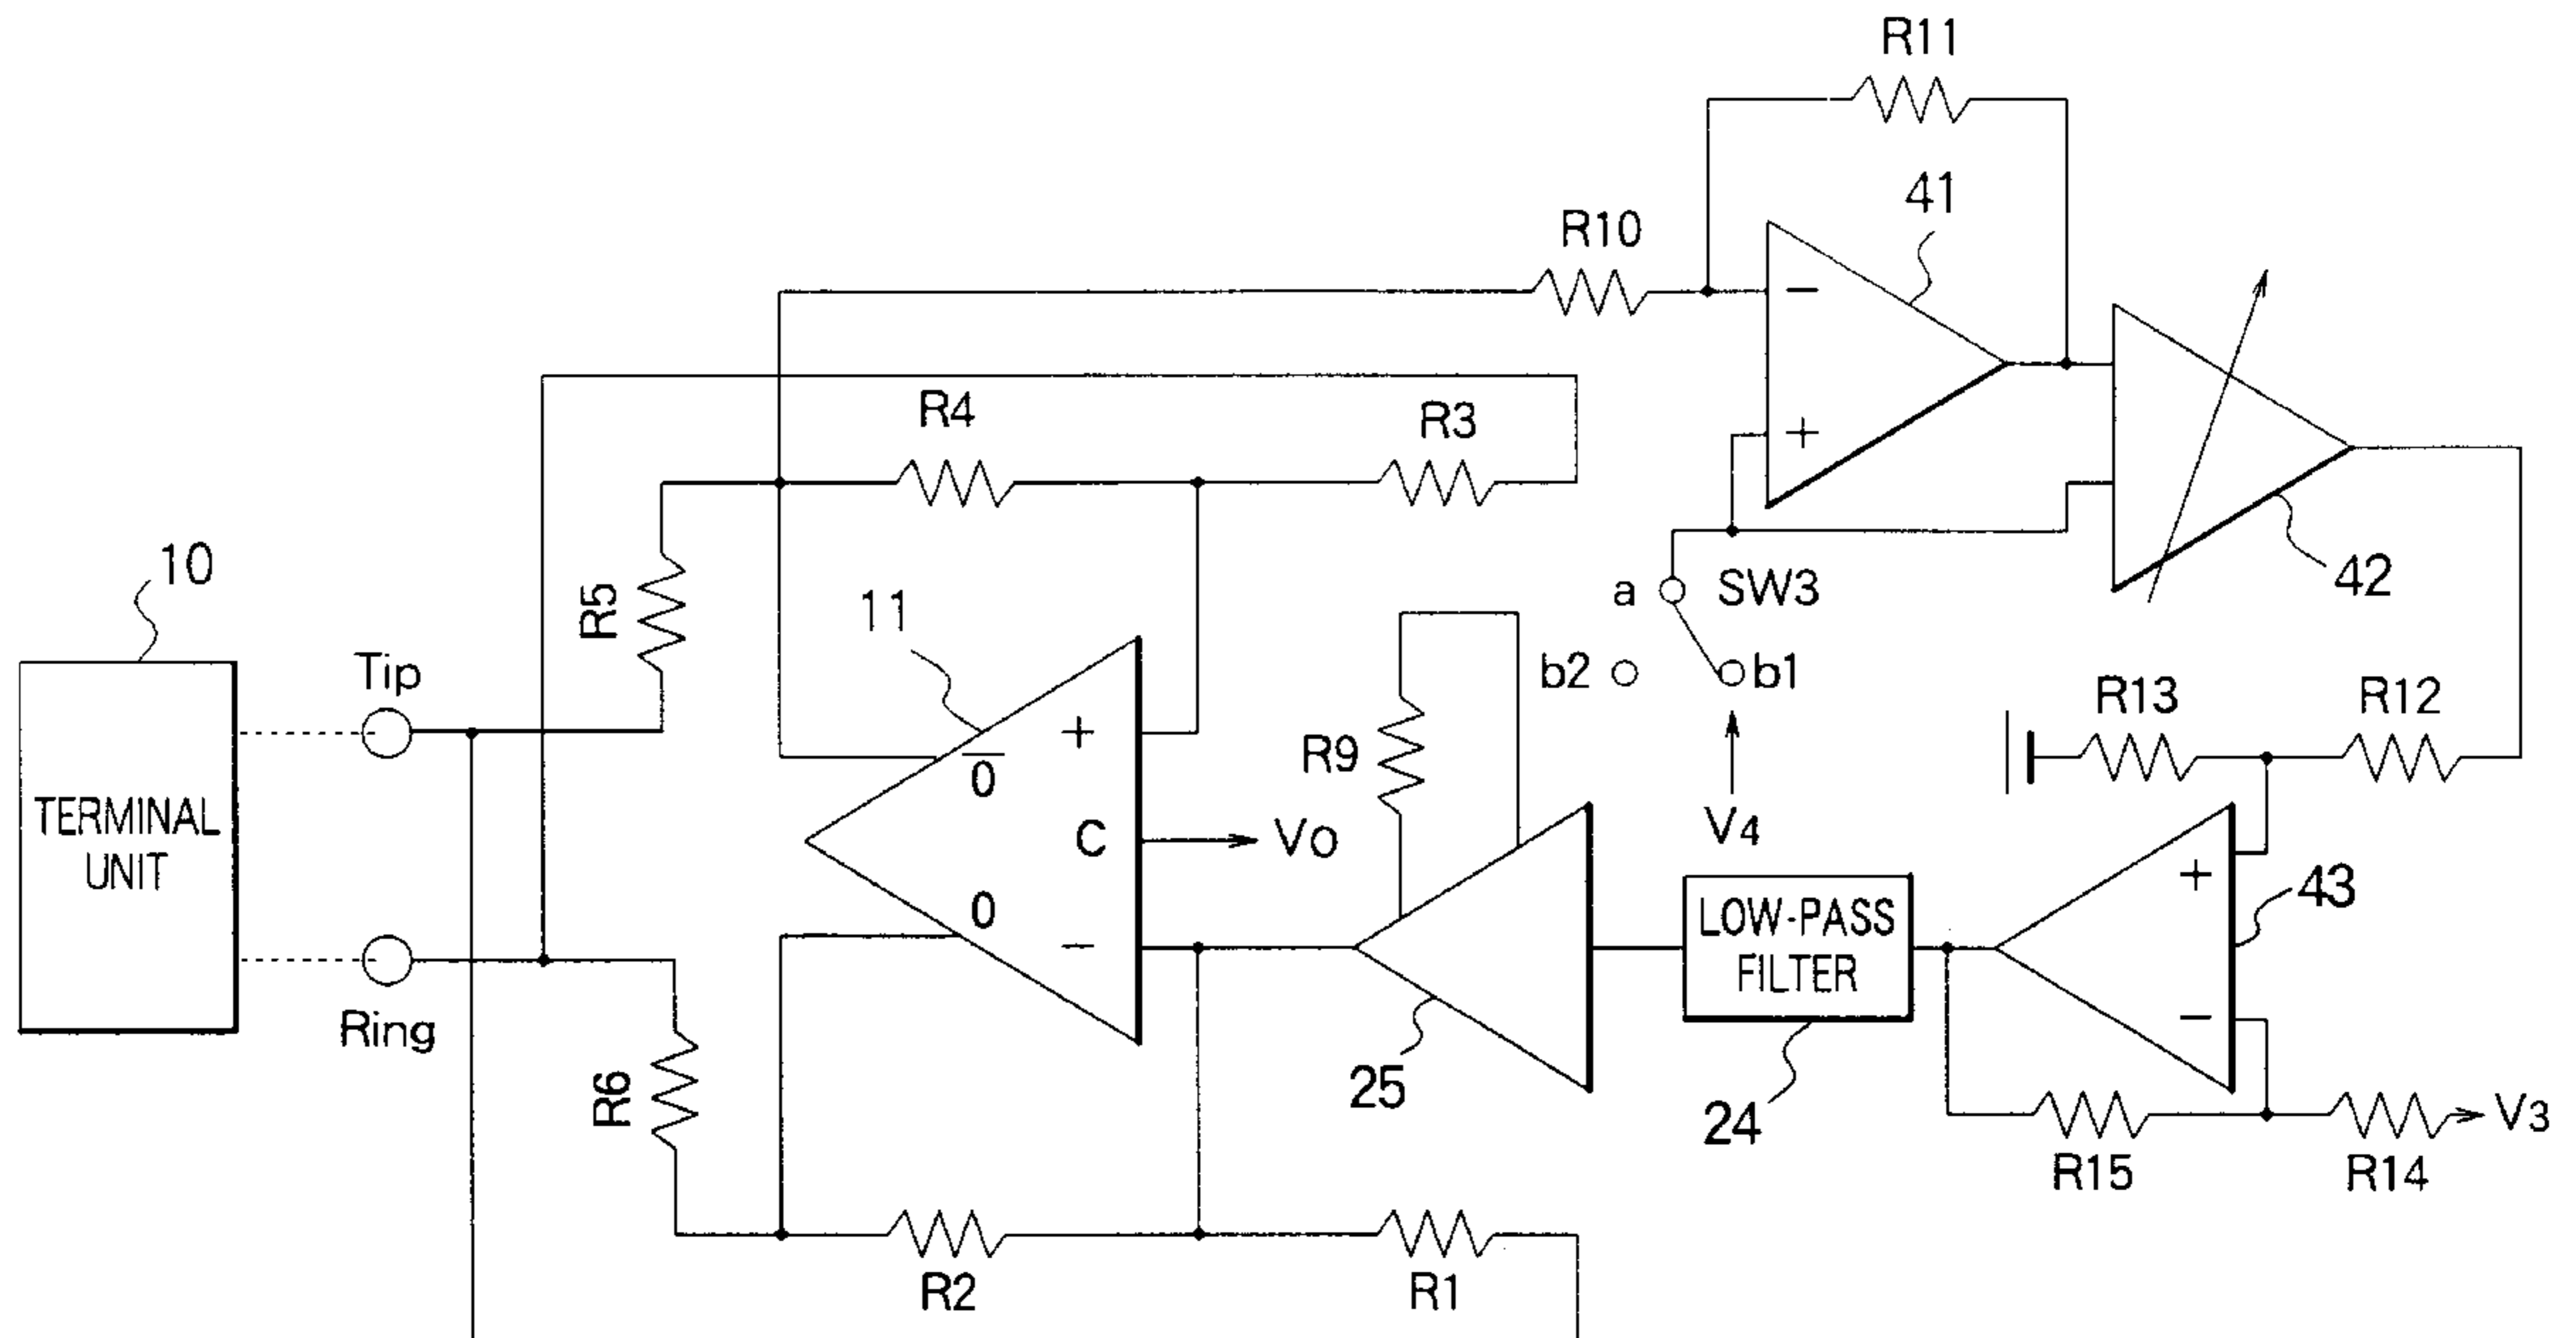 R11
41
R10
−
+
R4
R3
42
10
R5
11
a
SW3
b2
b1
Tip
TERMINAL
UNIT
Ring
+
0̅
C
Vo
0
−
R9
V4
R13
R12
+
43
−
LOW-PASS
FILTER
25
24
R6
R15
R14
V3
R2
R1